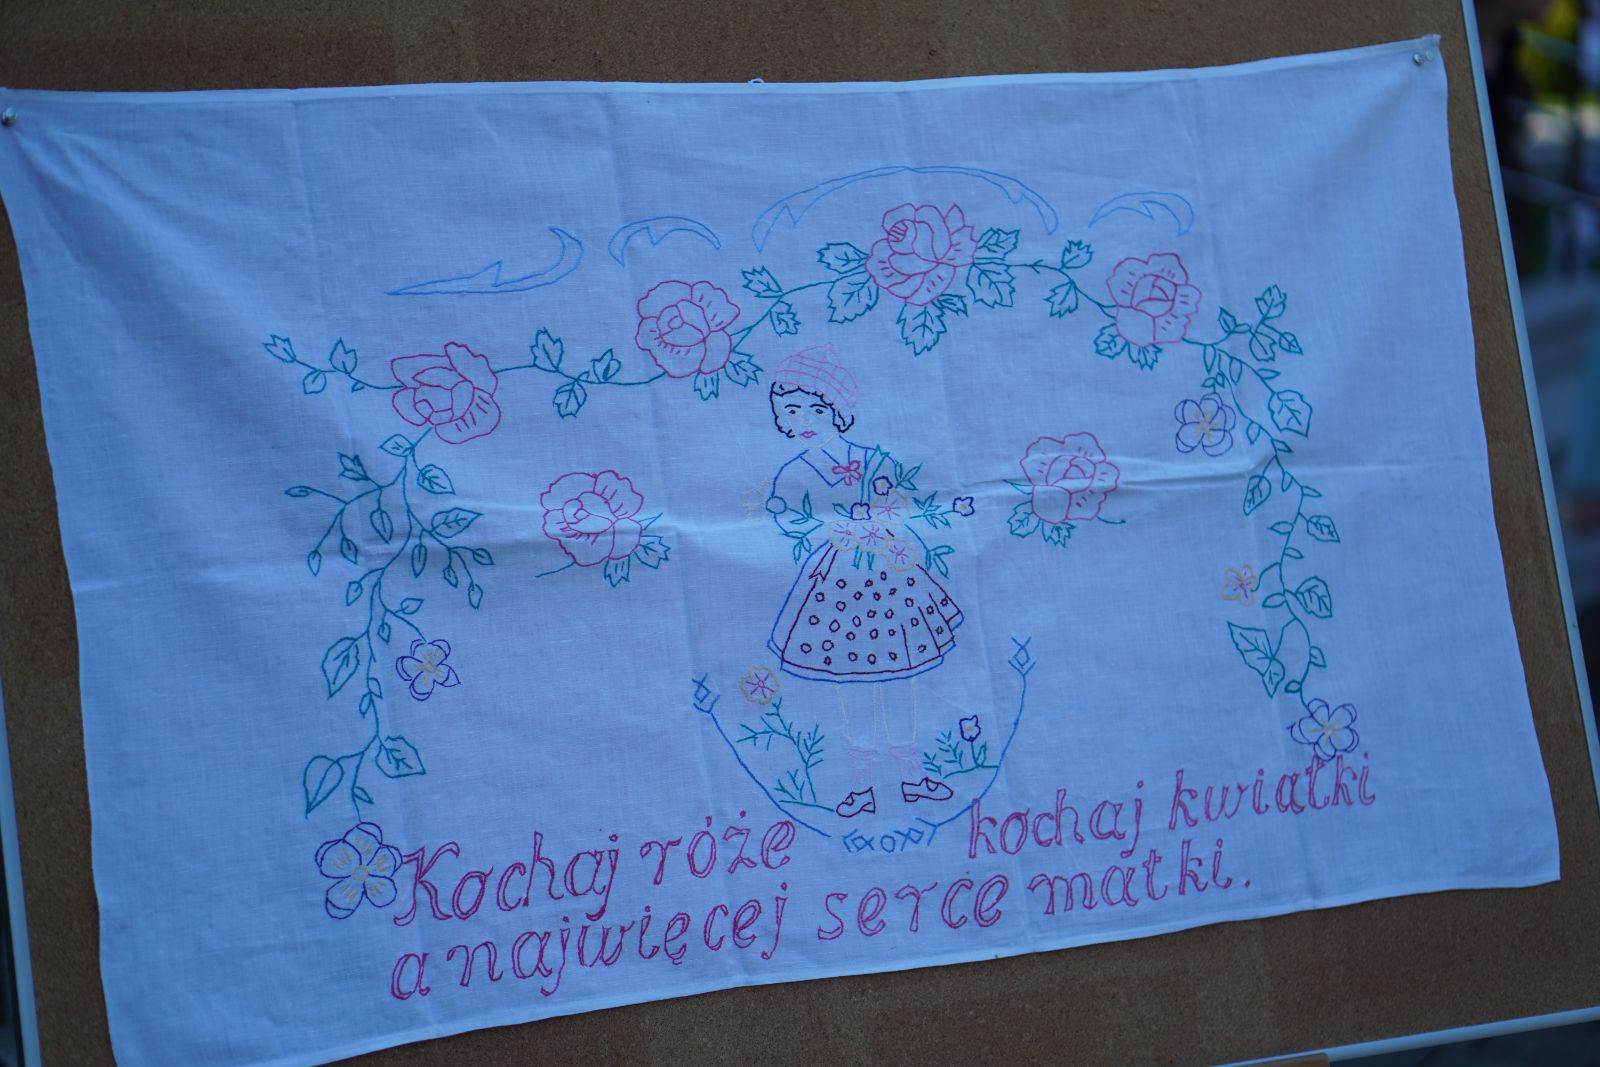 Kochaj róże kochaj kwiatki
a najwięcej serce matki.